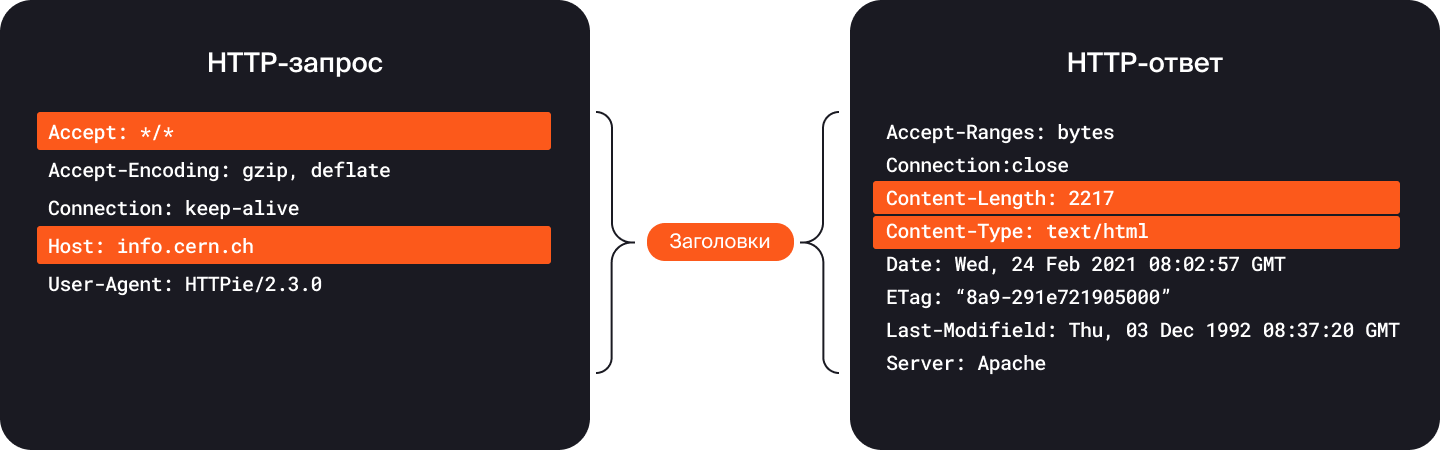 HTTP-запрос
Accept: */*
Accept-Encoding: gzip, deflate
Connection: keep-alive
Host: info.cern.ch
User-Agent: HTTPie/2.3.0
Заголовки
HTTP-ответ
Accept-Ranges: bytes
Connection:close
Content-Length: 2217
Content-Type: text/html
Date: Wed, 24 Feb 2021 08:02:57 GMT
ETag: “8a9-291e721905000”
Last-Modifield: Thu, 03 Dec 1992 08:37:20 GMT
Server: Apache